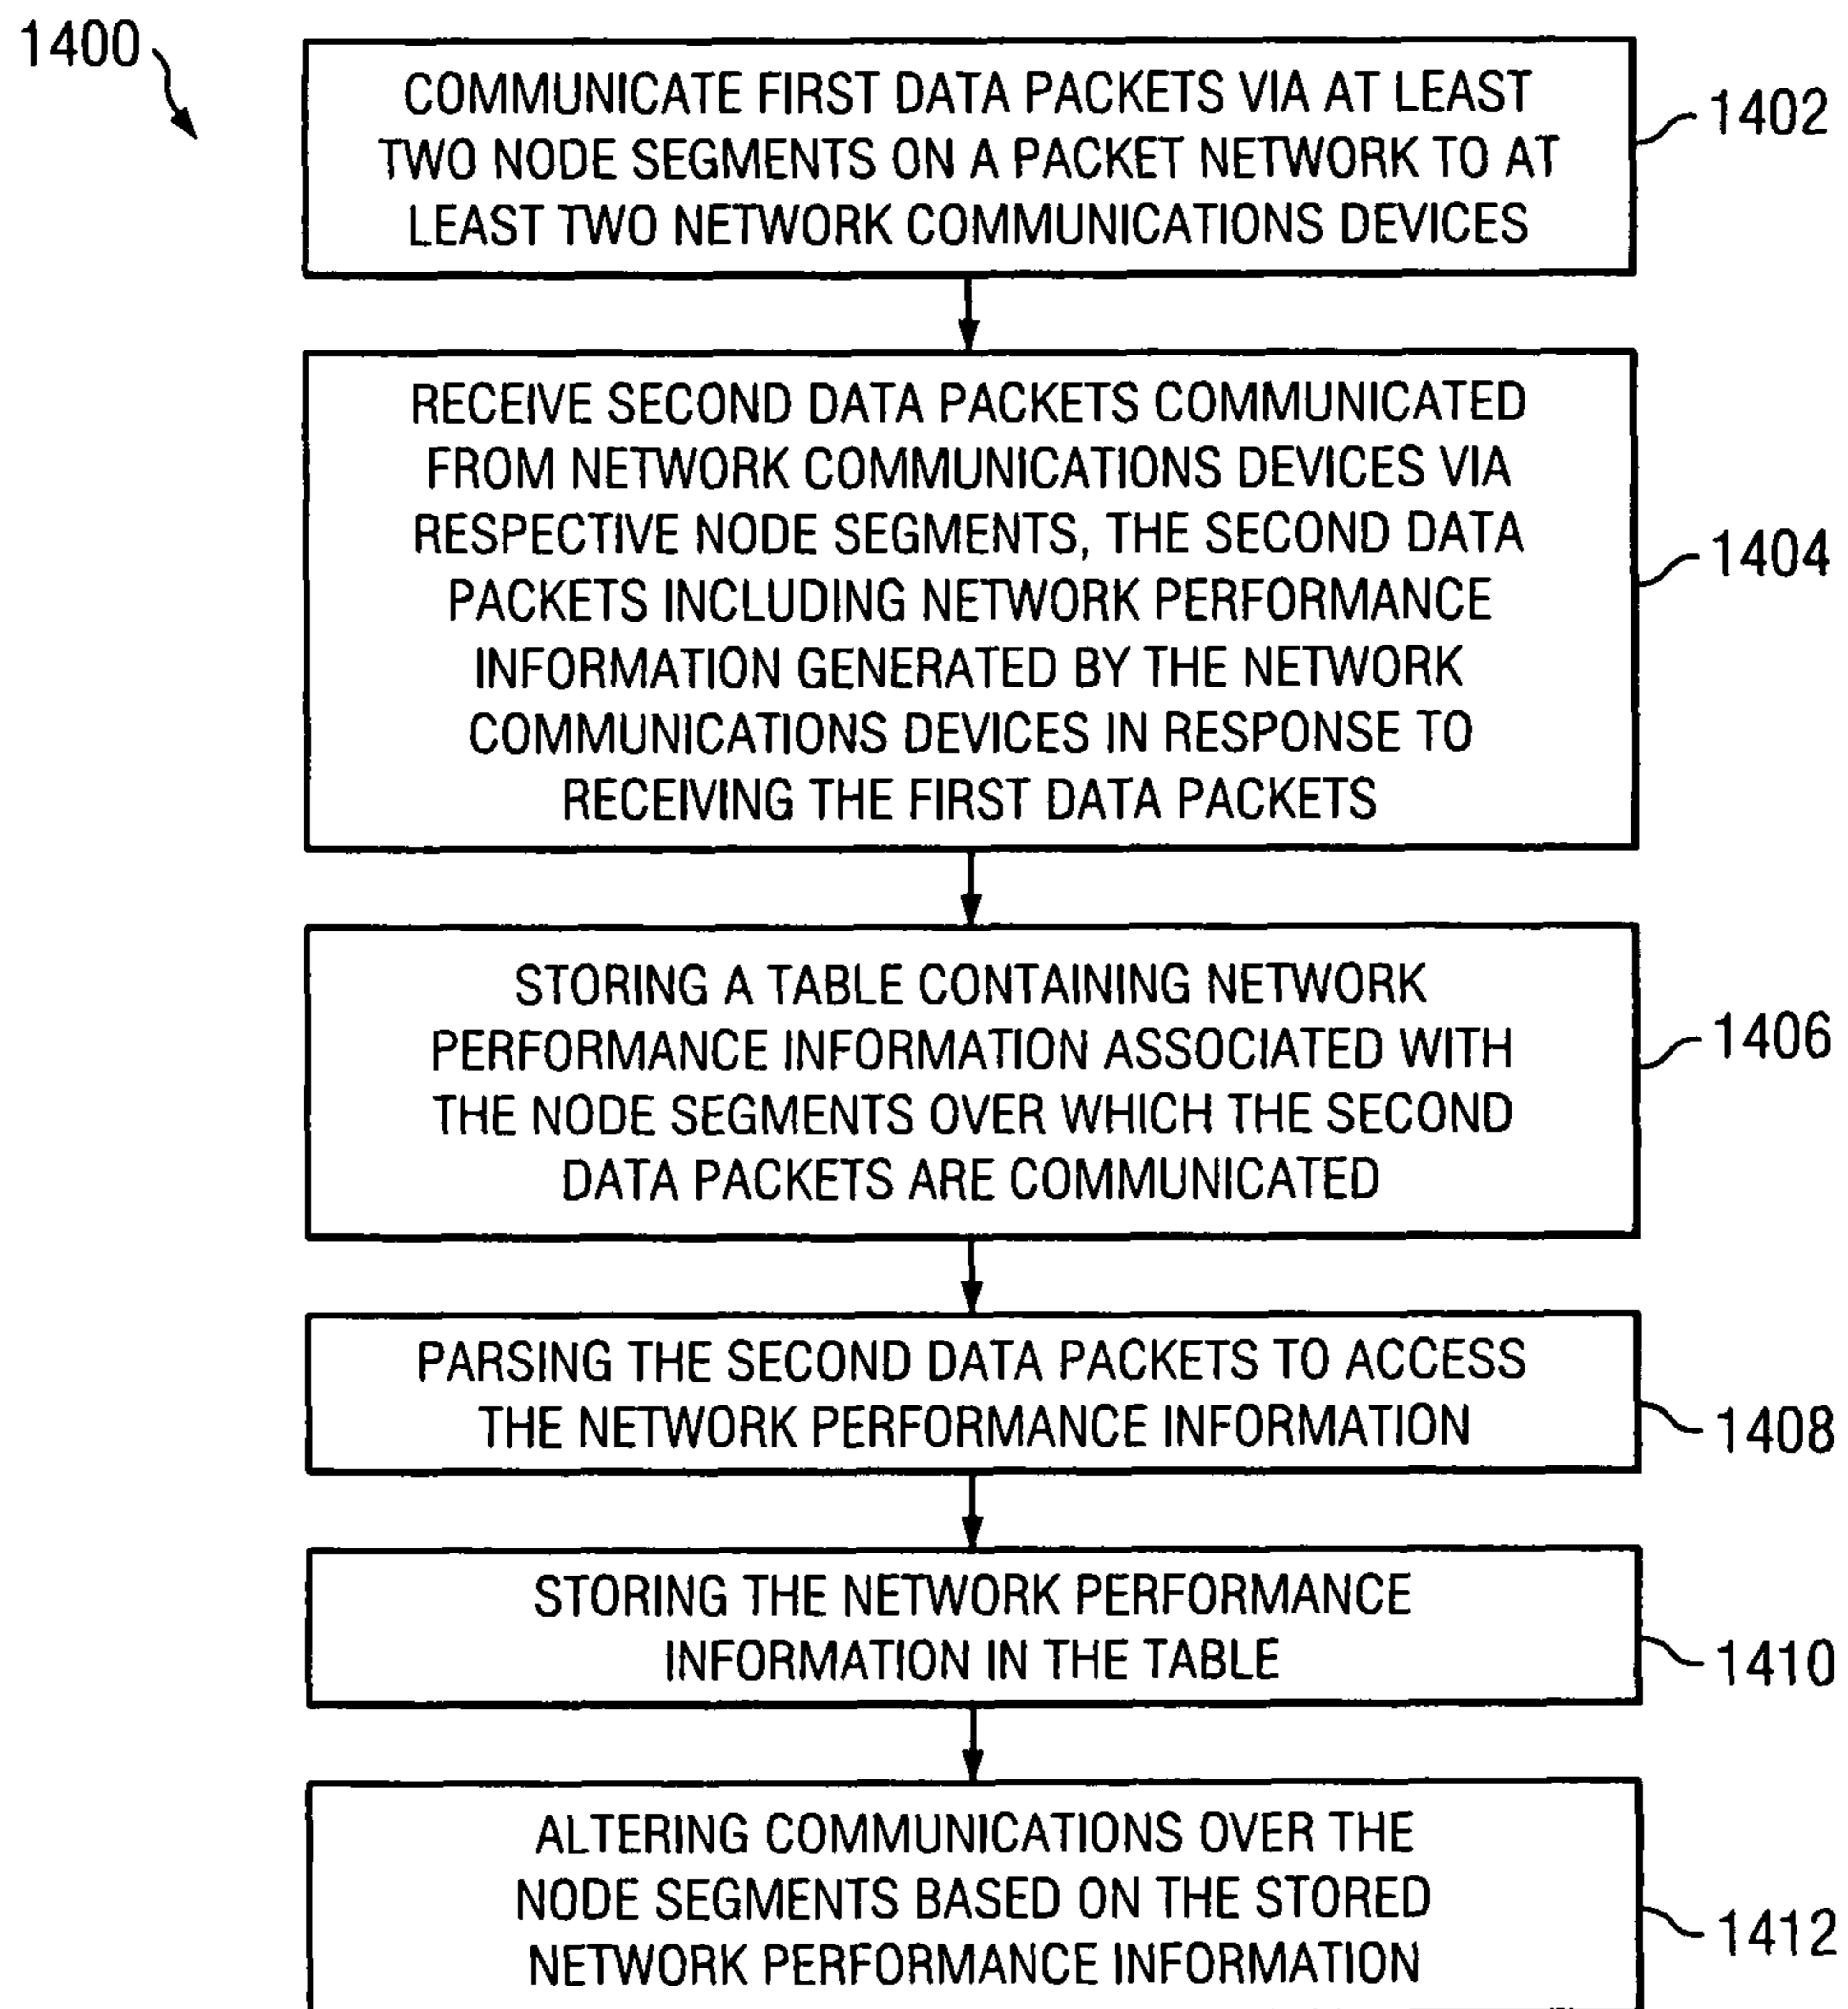 1400
COMMUNICATE FIRST DATA PACKETS VIA AT LEAST
TWO NODE SEGMENTS ON A PACKET NETWORK TO AT
LEAST TWO NETWORK COMMUNICATIONS DEVICES
1402
RECEIVE SECOND DATA PACKETS COMMUNICATED
FROM NETWORK COMMUNICATIONS DEVICES VIA
RESPECTIVE NODE SEGMENTS, THE SECOND DATA
PACKETS INCLUDING NETWORK PERFORMANCE
INFORMATION GENERATED BY THE NETWORK
COMMUNICATIONS DEVICES IN RESPONSE TO
RECEIVING THE FIRST DATA PACKETS
1404
STORING A TABLE CONTAINING NETWORK
PERFORMANCE INFORMATION ASSOCIATED WITH
THE NODE SEGMENTS OVER WHICH THE SECOND
DATA PACKETS ARE COMMUNICATED
1406
PARSING THE SECOND DATA PACKETS TO ACCESS
THE NETWORK PERFORMANCE INFORMATION
1408
STORING THE NETWORK PERFORMANCE
INFORMATION IN THE TABLE
1410
ALTERING COMMUNICATIONS OVER THE
NODE SEGMENTS BASED ON THE STORED
NETWORK PERFORMANCE INFORMATION
1412